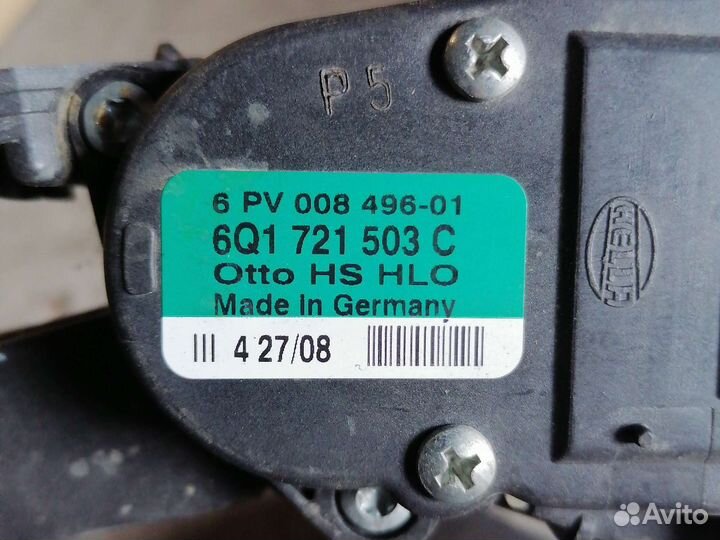 P5
6 PV 008 496-01
6Q1 721 503 C
Otto HS HLO
Made in Germany
III 4 27/08
HELLA
Avito